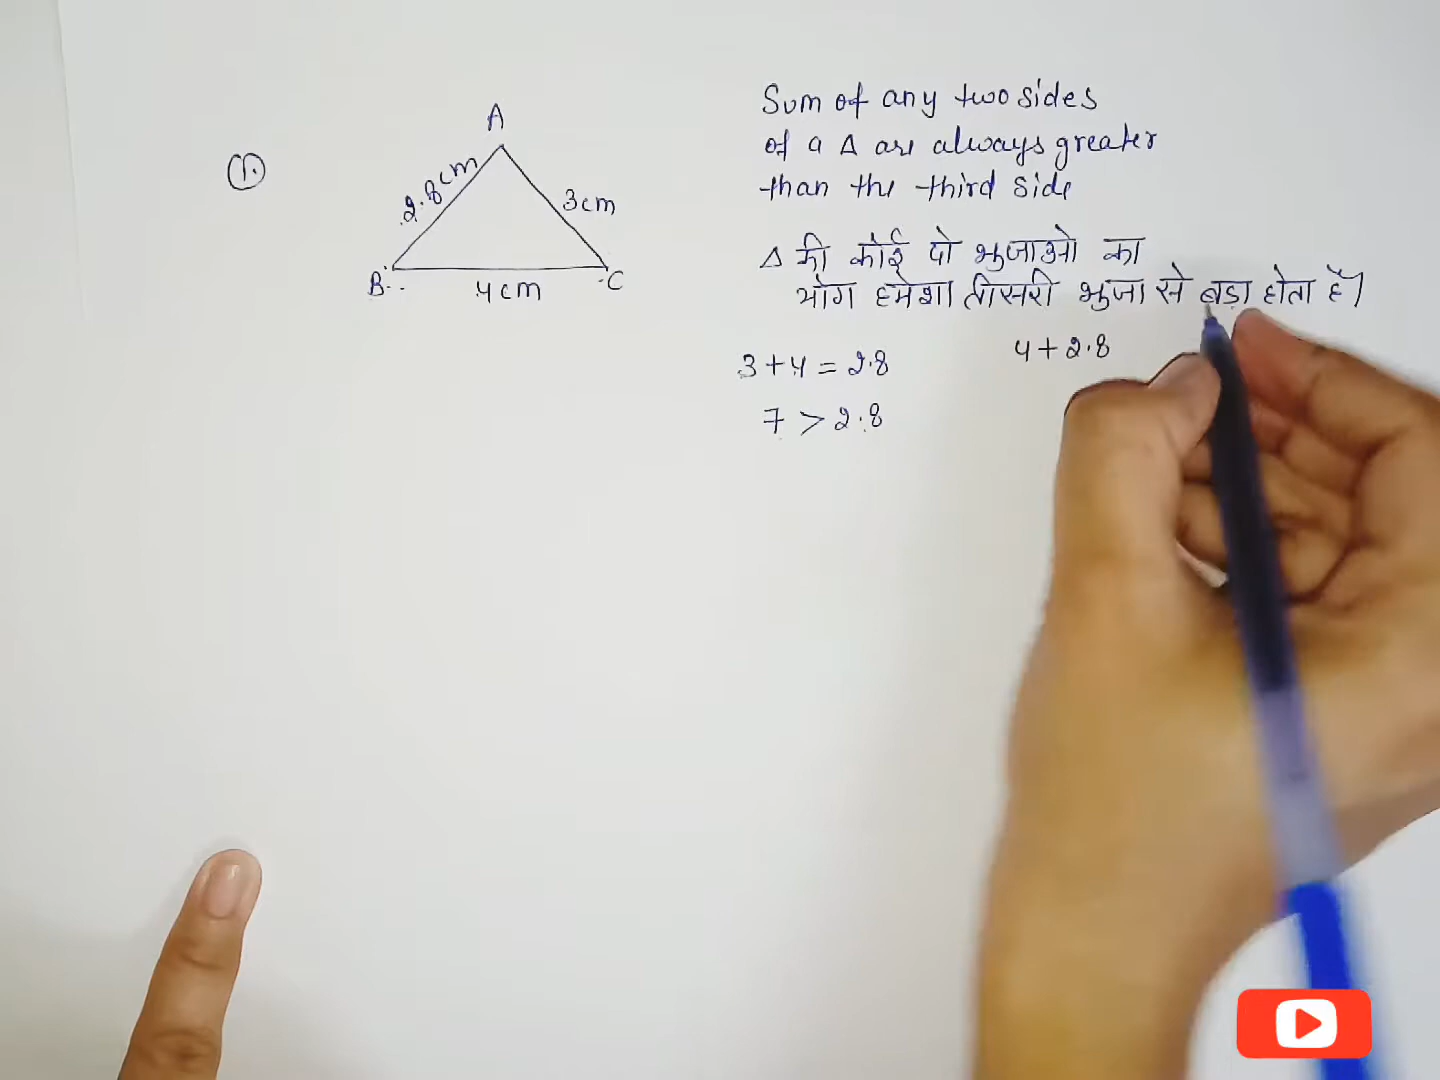 1.
A
2.8cm
3cm
B
C
4cm
Sum of any two sides
of a Δ are always greater
than the third side
Δ की कोई दो भुजाओ का
योग हमेशा तीसरी भुजा से बड़ा होता है।
3 + 4 = 2.8
7 > 2.8
4 + 2.8